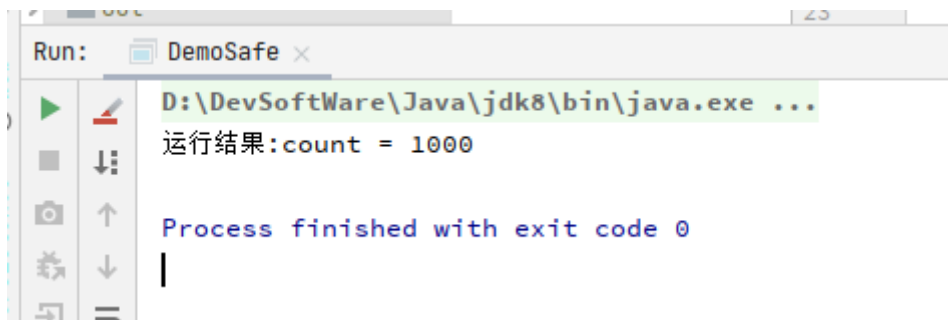 23
Run:
DemoSafe
D:\DevSoftWare\Java\jdk8\bin\java.exe ...
运行结果:count = 1000
Process finished with exit code 0